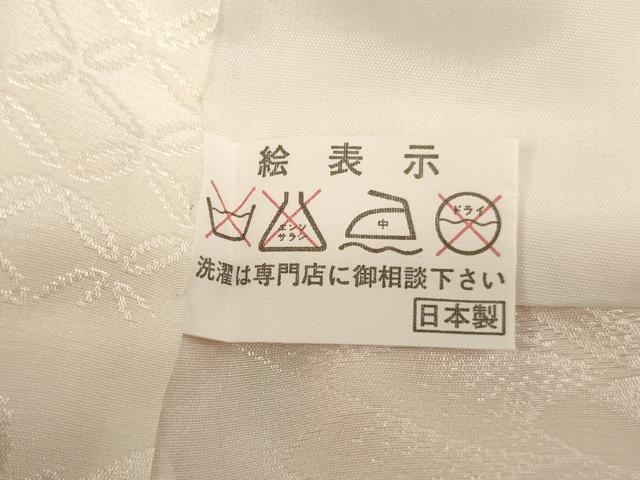 絵表示
エンソ
サラシ
中
ドライ
洗濯は専門店に御相談下さい
日本製